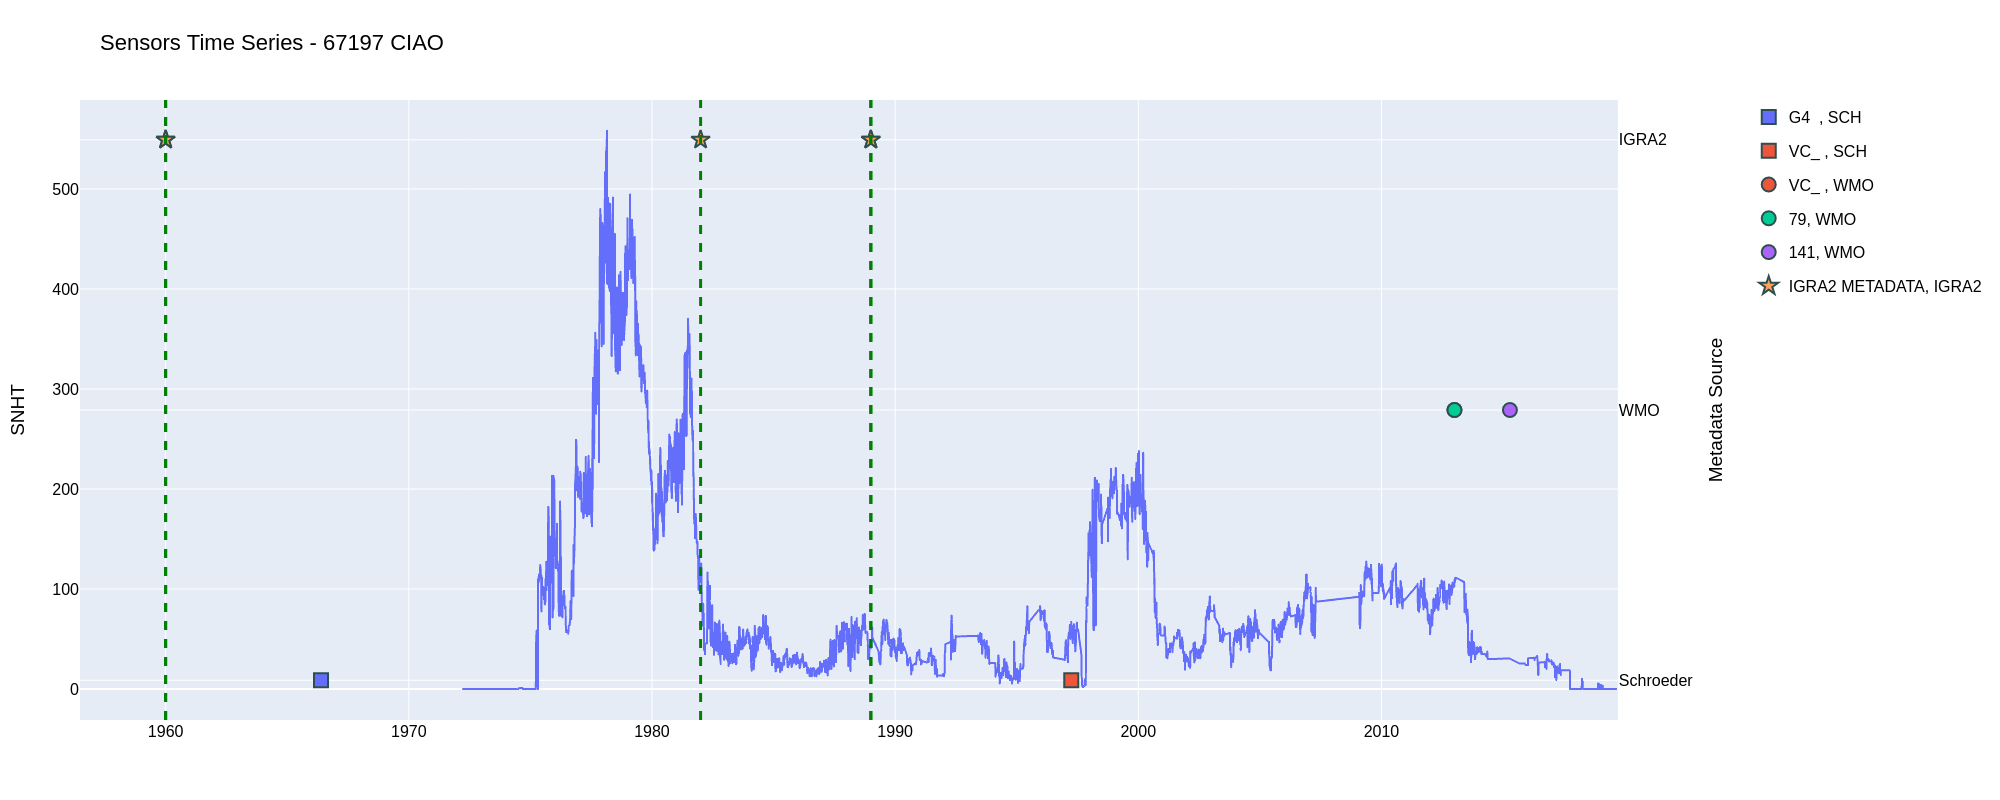 Sensors Time Series - 67197 CIAO
SNHT
500
400
300
200
100
0
1960
1970
1980
1990
2000
2010
IGRA2
WMO
Schroeder
Metadata Source
G4  , SCH
VC_ , SCH
VC_ , WMO
79, WMO
141, WMO
IGRA2 METADATA, IGRA2